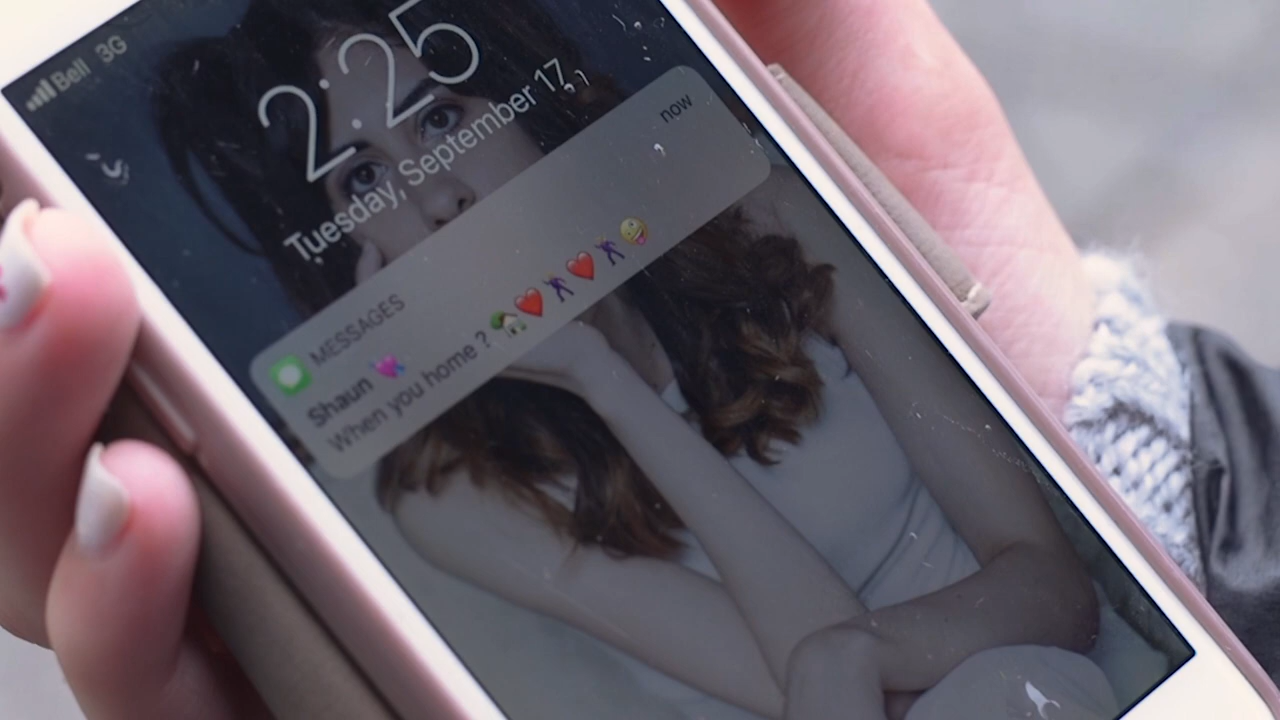 Bell 3G
2:25
Tuesday, September 17
MESSAGES now
Shaun 💘
When you home ? 🏡❤️🕺❤️🕺🤪